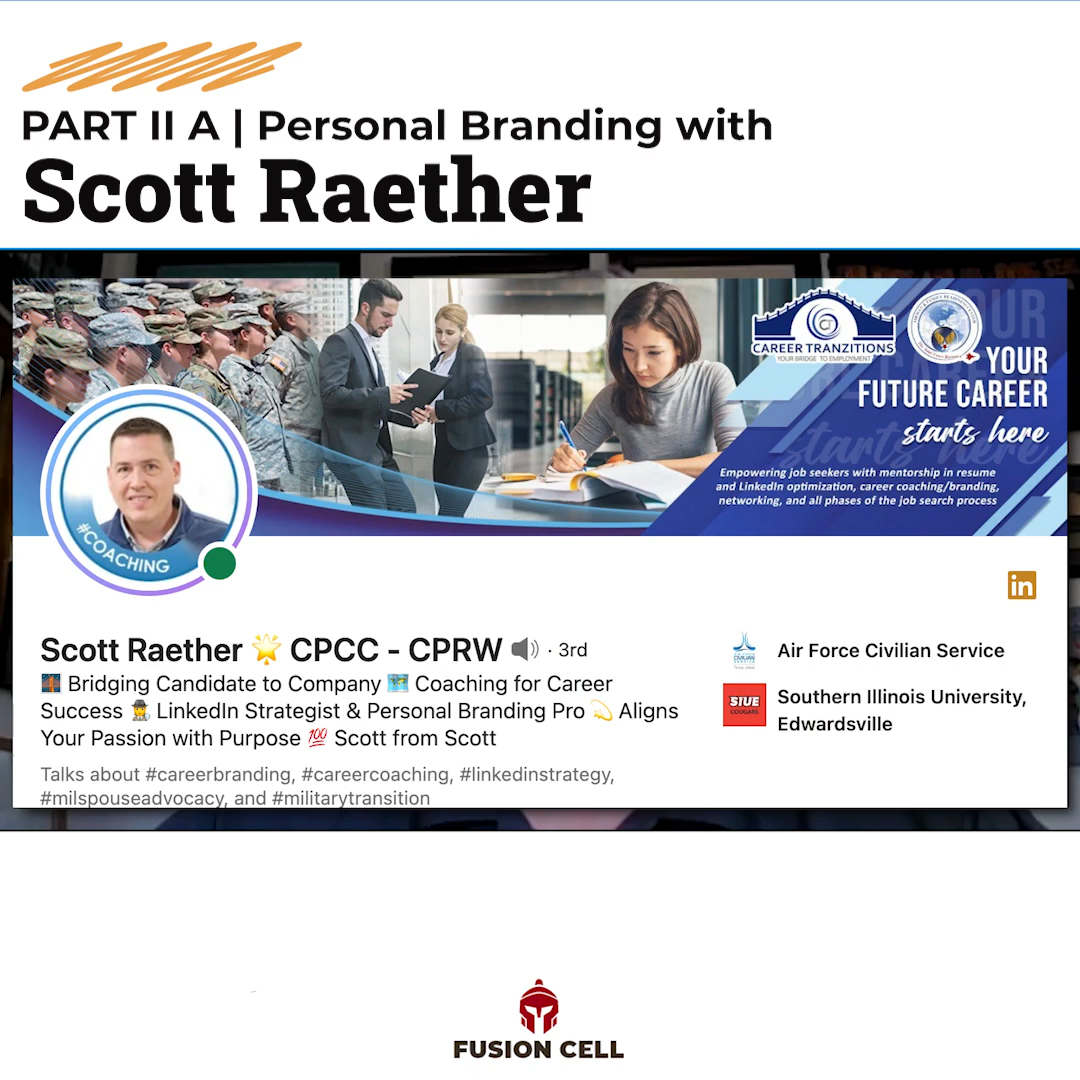 PART II A | Personal Branding with
Scott Raether
CAREER TRANZITIONS
YOUR BRIDGE TO EMPLOYMENT
YOUR
FUTURE CAREER
starts here
Empowering job seekers with mentorship in resume
and LinkedIn optimization, career coaching/branding,
networking, and all phases of the job search process
#COACHING
in
Scott Raether 🌟 CPCC - CPRW 🔊 · 3rd
🌉 Bridging Candidate to Company 🗺️ Coaching for Career
Success 🕵️ LinkedIn Strategist & Personal Branding Pro 💫 Aligns
Your Passion with Purpose 💯 Scott from Scott
Talks about #careerbranding, #careercoaching, #linkedinstrategy,
#milspouseadvocacy, and #militarytransition
Air Force Civilian Service
SIUE
COUGARS
Southern Illinois University,
Edwardsville
FUSION CELL